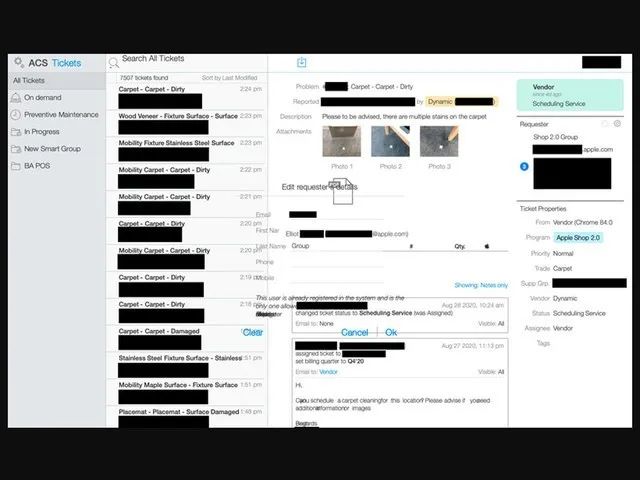 ACS Tickets
All Tickets
On demand
Preventive Maintenance
In Progress
New Smart Group
BA POS
Search All Tickets
7507 tickets found Sort by Last Modified
Carpet - Carpet - Dirty 2:24 pm
Wood Veneer - Fixture Surface - Surface 2:23 pm
Mobility Fixture Stainless Steel Surface 2:23 pm
Mobility Carpet - Carpet - Dirty 2:22 pm
Mobility Carpet - Carpet - Dirty 2:21 pm
Carpet - Carpet - Dirty 2:20 pm
Mobility Carpet - Carpet - Dirty 2:20 pm
Carpet - Carpet - Dirty 2:19
Carpet - Carpet - Dirty
Carpet - Carpet - Damaged
Stainless Steel Fixture Surface - Stainless 1:51 pm
Mobility Maple Surface - Fixture Surface 1:51 pm
Placemat - Placemat - Surface Damaged 1:48 pm
Problem Carpet - Carpet - Dirty
Reported by Dynamic
Description Please to be advised, there are multiple stains on the carpet
Attachments
Photo 1 Photo 2 Photo 3
Edit requester's details
Email
First Nam
Elliot @apple.com)
Last Name Group # Qty.
Phone
Mobile
Showing: Notes only
This user is already registered in the system and is the
only one allowe
Aug 28 2020, 10:24 am
changed ticket status to Scheduling Service (was Assigned)
Email to: None Visible: All
Clear Cancel Ok
Aug 27 2020, 11:13 pm
assigned ticket to
set billing quarter to Q4'20
Email to: Vendor Visible: All
Hi,
Can you schedule a carpet cleaning for this location? Please advise if you need
additional information or images
Regards
Vendor
since 4d ago
Scheduling Service
Requester
Shop 2.0 Group
.apple.com
Ticket Properties
From Vendor (Chrome 84.0
Program Apple Shop 2.0
Priority Normal
Trade Carpet
Supp Grp
Vendor Dynamic
Status Scheduling Service
Assignee Vendor
Tags